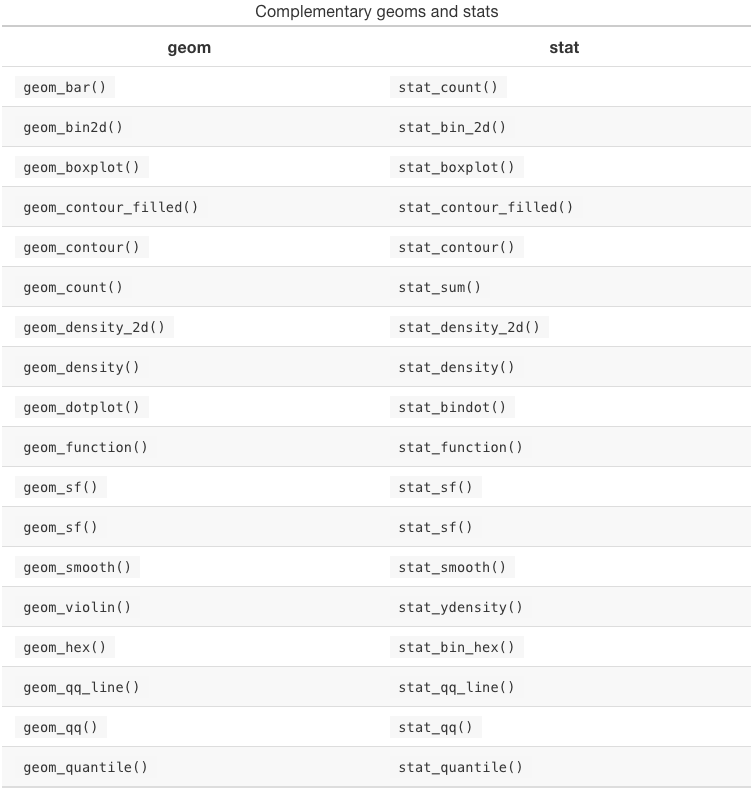 Complementary geoms and stats
geom stat
geom_bar() stat_count()
geom_bin2d() stat_bin_2d()
geom_boxplot() stat_boxplot()
geom_contour_filled() stat_contour_filled()
geom_contour() stat_contour()
geom_count() stat_sum()
geom_density_2d() stat_density_2d()
geom_density() stat_density()
geom_dotplot() stat_bindot()
geom_function() stat_function()
geom_sf() stat_sf()
geom_sf() stat_sf()
geom_smooth() stat_smooth()
geom_violin() stat_ydensity()
geom_hex() stat_bin_hex()
geom_qq_line() stat_qq_line()
geom_qq() stat_qq()
geom_quantile() stat_quantile()